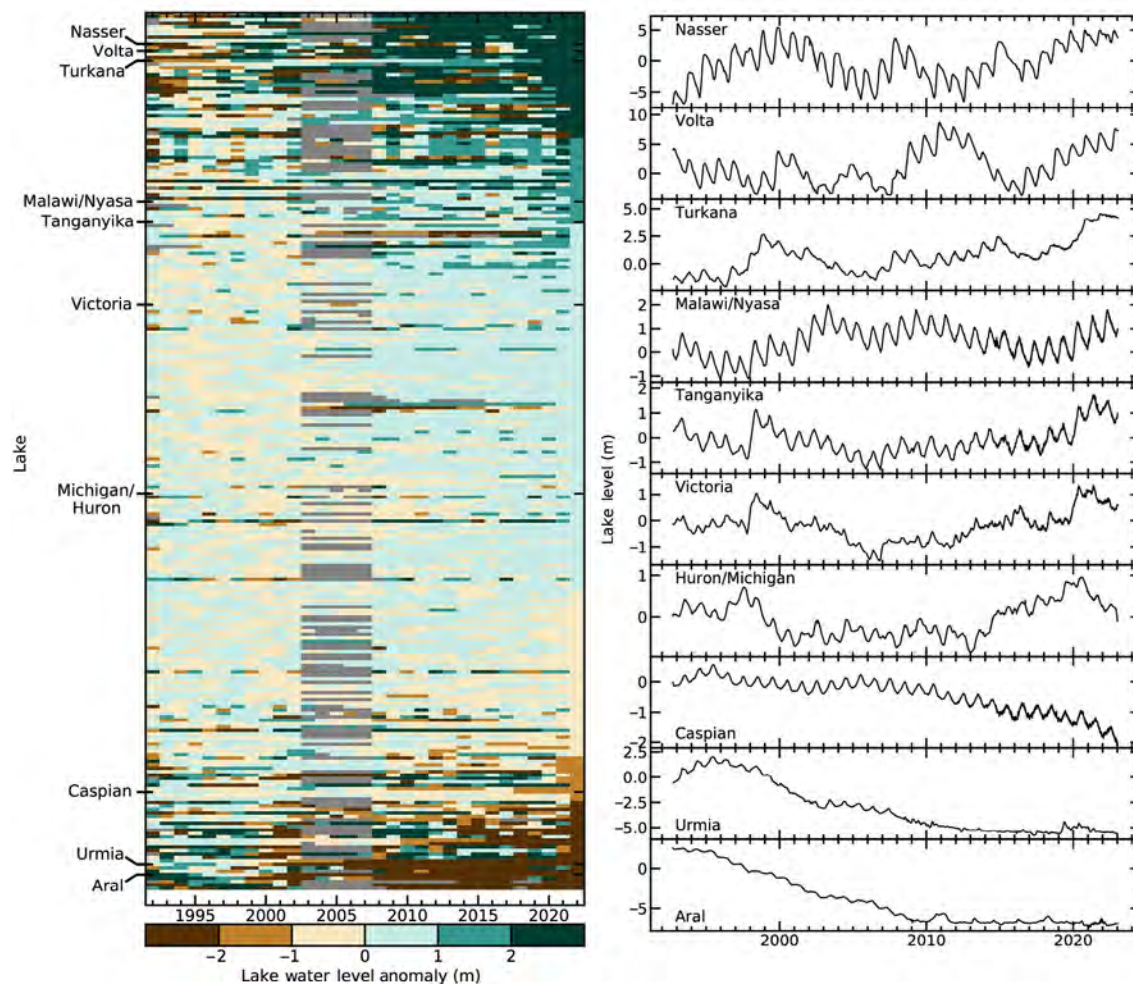 Nasser
Volta
Turkana
Malawi/Nyasa
Tanganyika
Victoria
Michigan/
Huron
Caspian
Urmia
Aral
Lake
1995 2000 2005 2010 2015 2020
−2 −1 0 1 2
Lake water level anomaly (m)
Lake level (m)
Nasser
5
0
−5
Volta
10
0
Turkana
5.0
2.5
0.0
Malawi/Nyasa
2
1
0
−1
Tanganyika
2
1
0
−1
Victoria
1
0
−1
Huron/Michigan
1
0
Caspian
0
−1
−2
Urmia
2.5
0.0
−2.5
−5.0
Aral
0
−5
2000 2010 2020